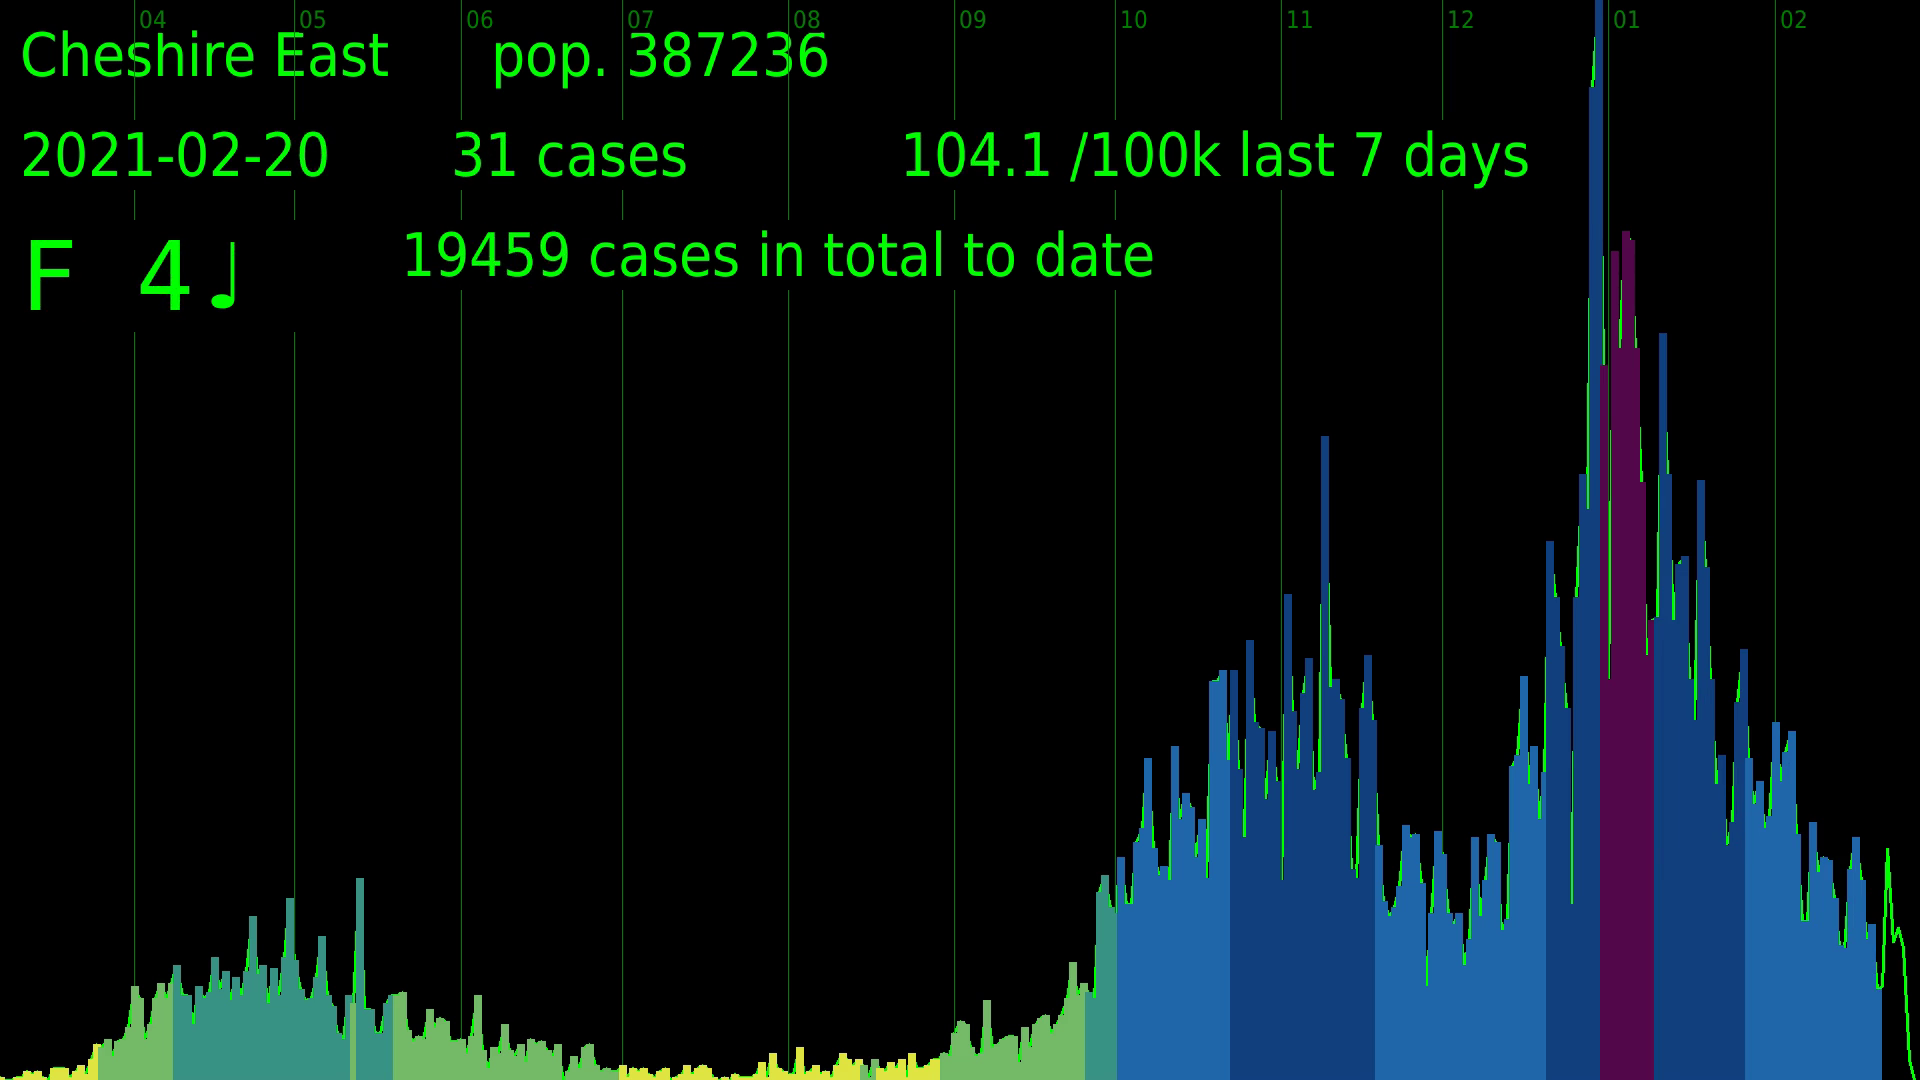 04 05 06 07 08 09 10 11 12 01 02
Cheshire East pop. 387236
2021-02-20 31 cases 104.1 /100k last 7 days
F 4♩ 19459 cases in total to date